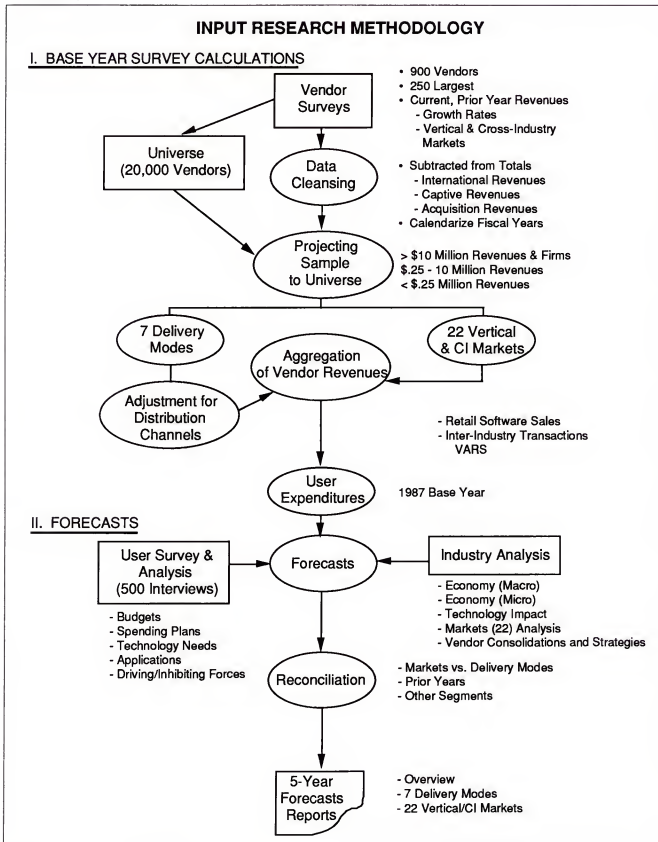 INPUT RESEARCH METHODOLOGY
I. BASE YEAR SURVEY CALCULATIONS
Vendor
Surveys
• 900 Vendors
• 250 Largest
• Current, Prior Year Revenues
- Growth Rates
- Vertical & Cross-Industry
Markets
Universe
(20,000 Vendors)
Data
Cleansing
• Subtracted from Totals
- International Revenues
- Captive Revenues
- Acquisition Revenues
• Calendarize Fiscal Years
Projecting
Sample
to Universe
> $10 Million Revenues & Firms
$.25 - 10 Million Revenues
< $.25 Million Revenues
7 Delivery
Modes
22 Vertical
& CI Markets
Aggregation
of Vendor Revenues
Adjustment for
Distribution
Channels
- Retail Software Sales
- Inter-Industry Transactions
VARS
User
Expenditures
1987 Base Year
II. FORECASTS
User Survey &
Analysis
(500 Interviews)
Forecasts
Industry Analysis
- Budgets
- Spending Plans
- Technology Needs
- Applications
- Driving/Inhibiting Forces
- Economy (Macro)
- Economy (Micro)
- Technology Impact
- Markets (22) Analysis
- Vendor Consolidations and Strategies
Reconciliation
- Markets vs. Delivery Modes
- Prior Years
- Other Segments
5-Year
Forecasts
Reports
- Overview
- 7 Delivery Modes
- 22 Vertical/CI Markets